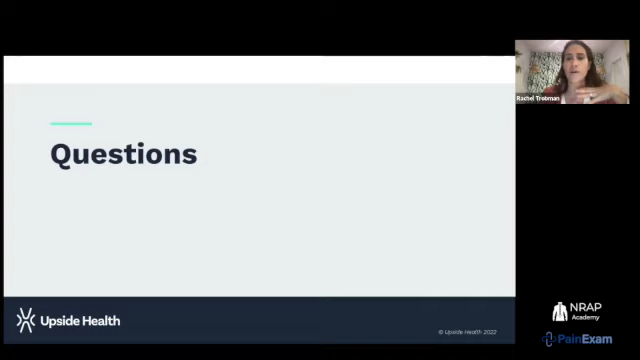 Rachel Trobman
Questions
Upside Health
© Upside Health 2022
NRAP
Academy
PainExam